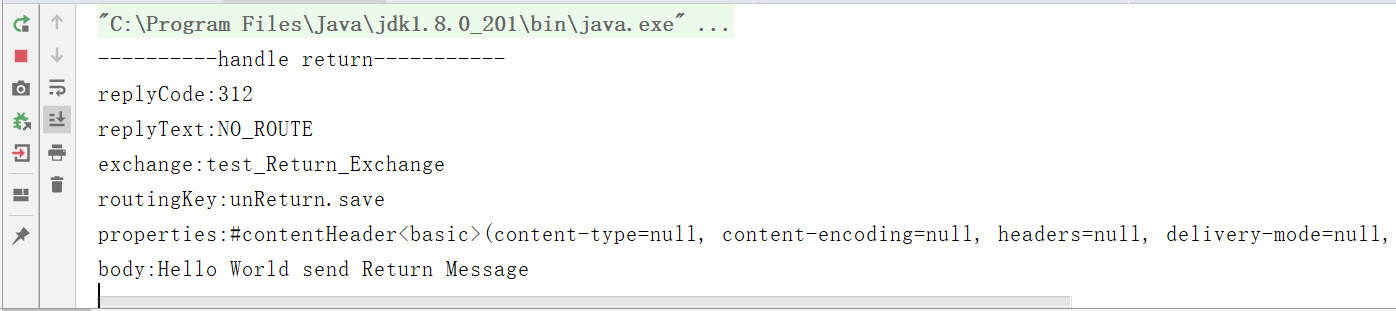 "C:\Program Files\Java\jdk1.8.0_201\bin\java.exe" ...
----------handle return-----------
replyCode:312
replyText:NO_ROUTE
exchange:test_Return_Exchange
routingKey:unReturn.save
properties:#contentHeader<basic>(content-type=null, content-encoding=null, headers=null, delivery-mode=null,
body:Hello World send Return Message